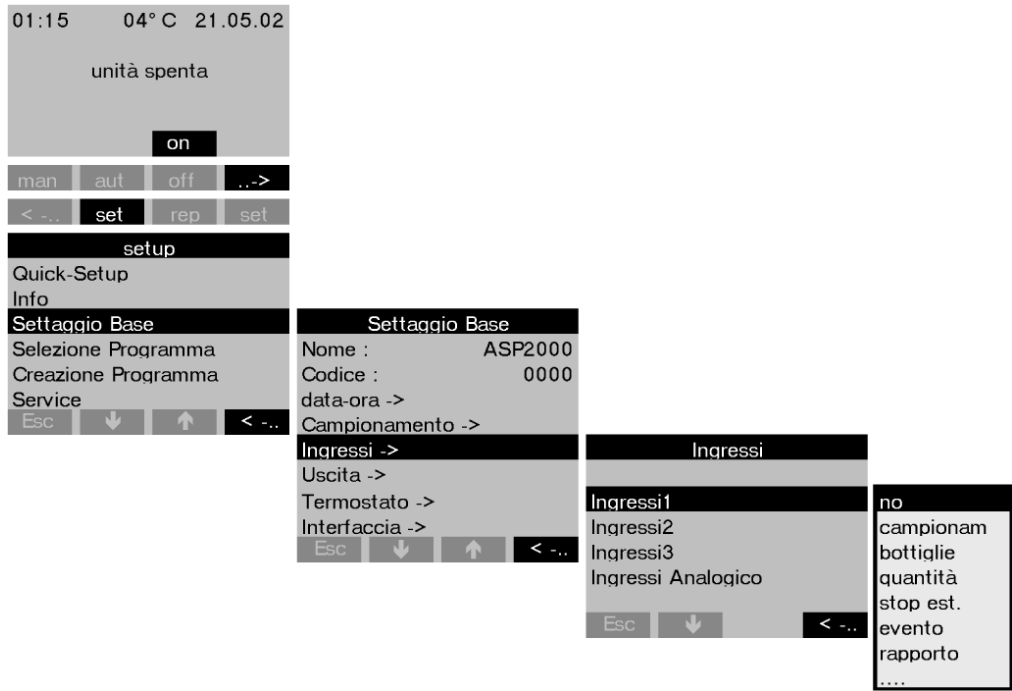 01:15 04°C 21.05.02
unità spenta
on
man aut off ..->
< -.. set rep set
setup
Quick-Setup
Info
Settaggio Base
Selezione Programma
Creazione Programma
Service
Esc ↓ ↑ < -..
Settaggio Base
Nome : ASP2000
Codice : 0000
data-ora ->
Campionamento ->
Ingressi ->
Uscita ->
Termostato ->
Interfaccia ->
Esc ↓ ↑ < -..
Ingressi
Ingressi1
Ingressi2
Ingressi3
Ingressi Analogico
Esc ↓ < -..
no
campionam
bottiglie
quantità
stop est.
evento
rapporto
....